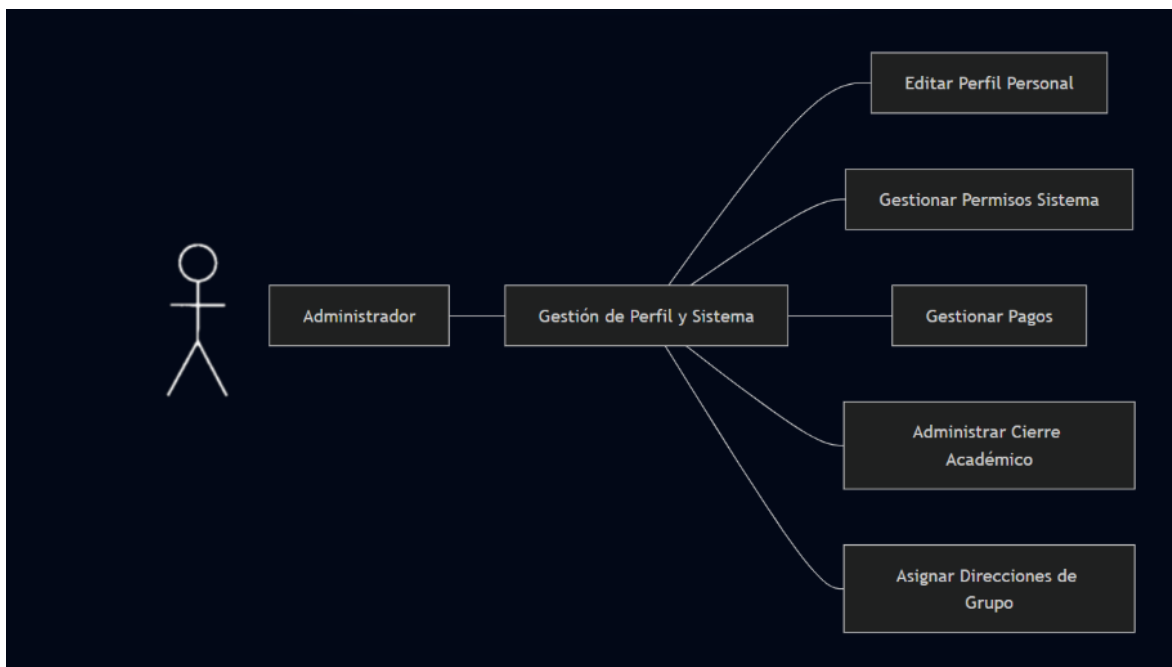 Editar Perfil Personal
Gestionar Permisos Sistema
Administrador
Gestión de Perfil y Sistema
Gestionar Pagos
Administrar Cierre
Académico
Asignar Direcciones de
Grupo